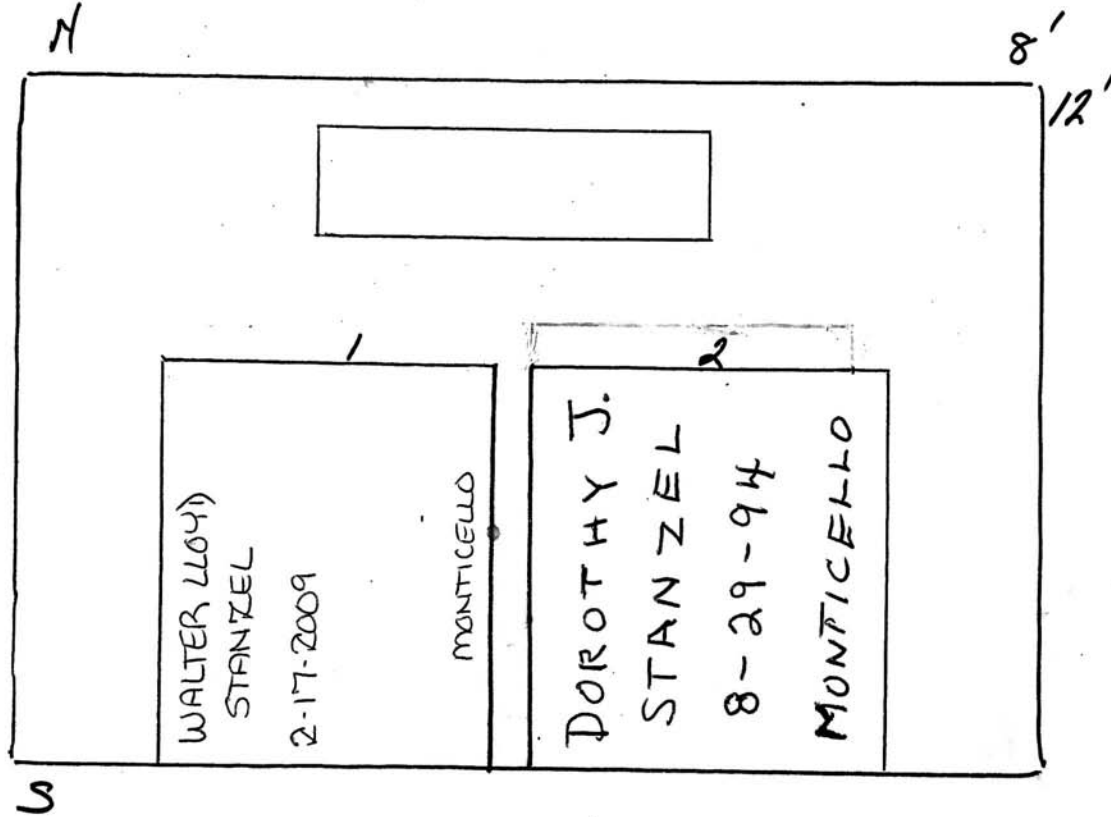 N
8'
12'
1
WALTER LLOYD
STANZEL
2-17-2009
MONTICELLO
2
DOROTHY J.
STANZEL
8-29-94
MONTICELLO
S